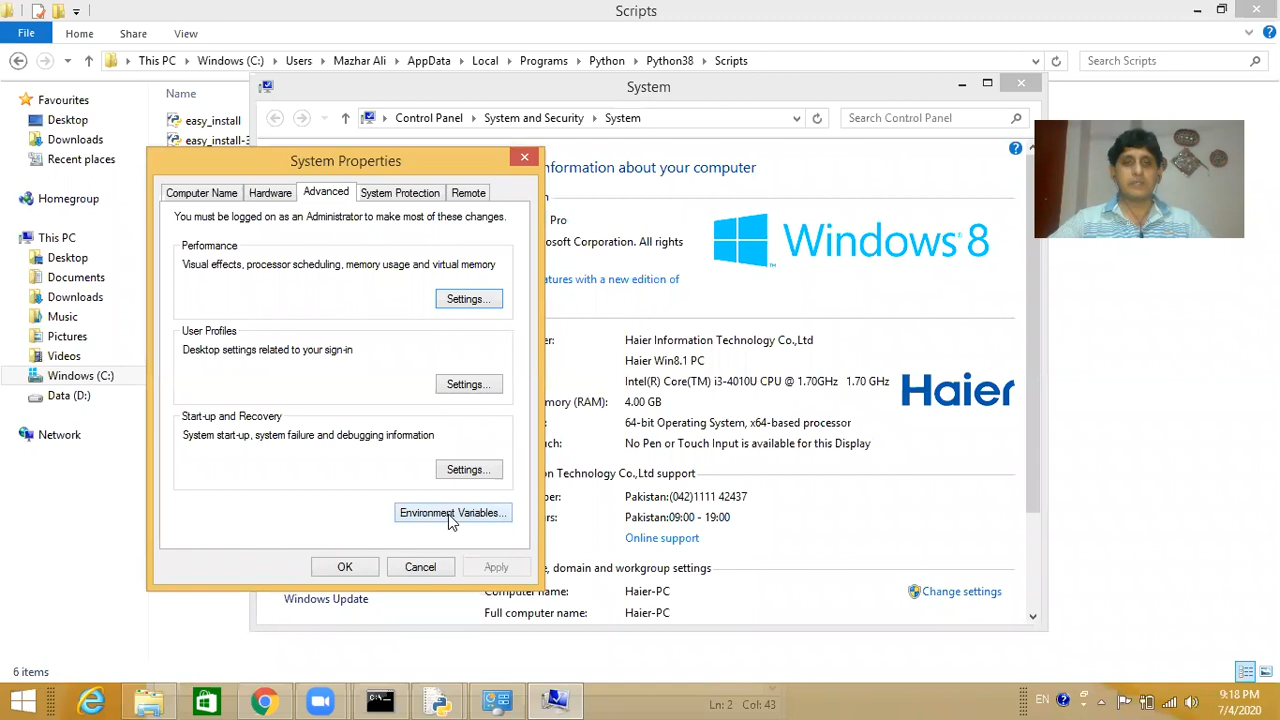 Scripts
File
Home
Share
View
This PC
Windows (C:)
Users
Mazhar Ali
AppData
Local
Programs
Python
Python38
Scripts
Search Scripts
Favourites
Desktop
Downloads
Recent places
Homegroup
This PC
Desktop
Documents
Downloads
Music
Pictures
Videos
Windows (C:)
Data (D:)
Network
Name
easy_install
easy_install-3
System
Control Panel
System and Security
System
Search Control Panel
System Properties
Computer Name
Hardware
Advanced
System Protection
Remote
You must be logged on as an Administrator to make most of these changes.
Performance
Visual effects, processor scheduling, memory usage and virtual memory
Settings...
User Profiles
Desktop settings related to your sign-in
Settings...
Start-up and Recovery
System start-up, system failure and debugging information
Settings...
Environment Variables...
OK
Cancel
Apply
nformation about your computer
Pro
osoft Corporation. All rights
eatures with a new edition of
Windows 8
Haier Information Technology Co.,Ltd
Haier Win8.1 PC
Intel(R) Core(TM) i3-4010U CPU @ 1.70GHz 1.70 GHz
emory (RAM): 4.00 GB
64-bit Operating System, x64-based processor
No Pen or Touch Input is available for this Display
Haier
on Technology Co.,Ltd support
Pakistan:(042)1111 42437
Pakistan:09:00 - 19:00
Online support
, domain and workgroup settings
Computer name: Haier-PC
Change settings
Full computer name: Haier-PC
Windows Update
6 items
Ln: 2 Col: 43
EN
9:18 PM
7/4/2020